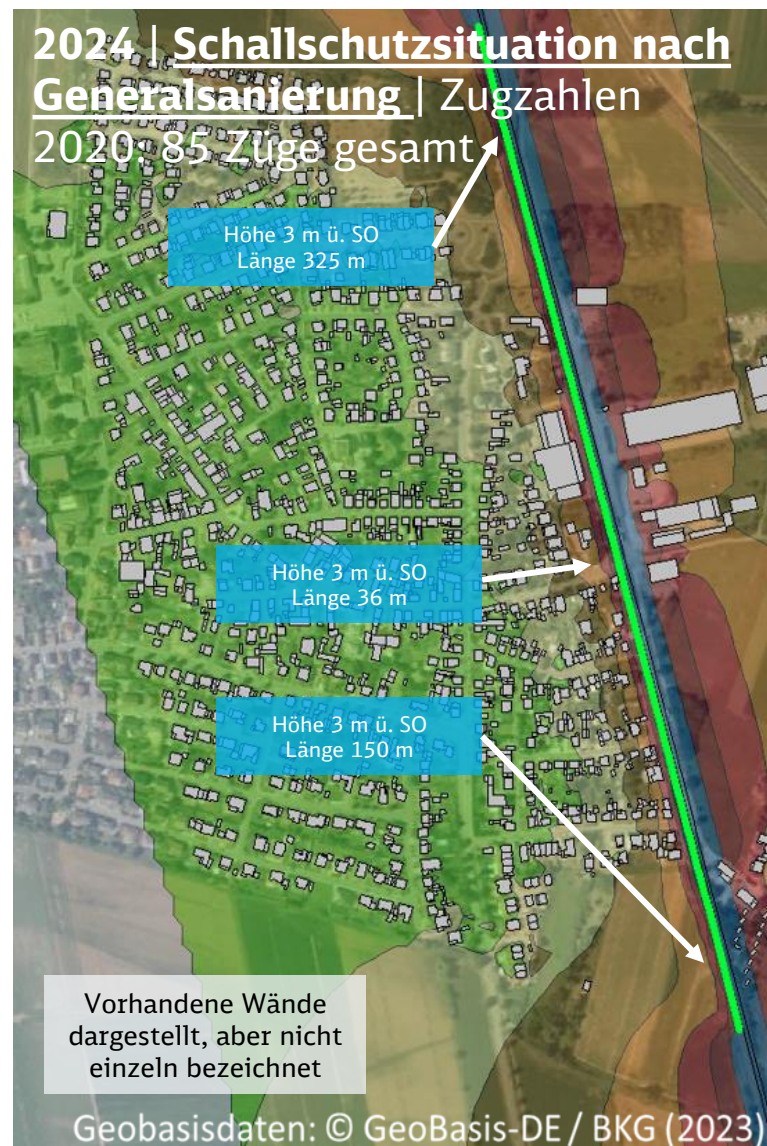 2024 | Schallschutzsituation nach
Generalsanierung | Zugzahlen
2020: 85 Züge gesamt
Höhe 3 m ü. SO
Länge 325 m
Höhe 3 m ü. SO
Länge 36 m
Höhe 3 m ü. SO
Länge 150 m
Vorhandene Wände
dargestellt, aber nicht
einzeln bezeichnet
Geobasisdaten: © GeoBasis-DE / BKG (2023)